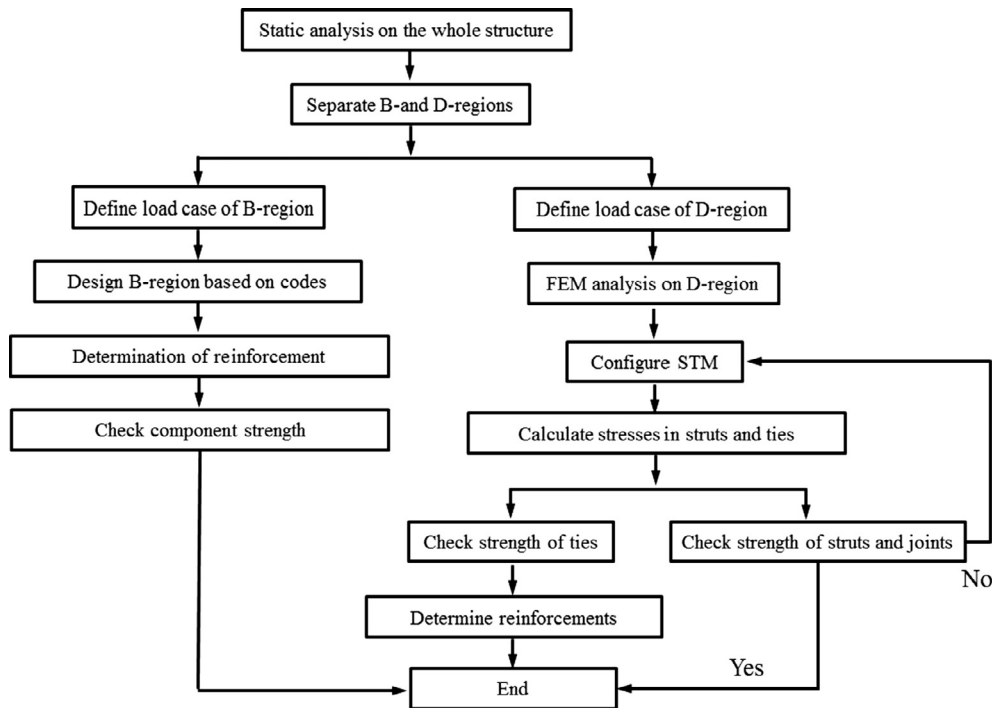 Static analysis on the whole structure
Separate B-and D-regions
Define load case of B-region
Define load case of D-region
Design B-region based on codes
FEM analysis on D-region
Determination of reinforcement
Configure STM
Check component strength
Calculate stresses in struts and ties
Check strength of ties
Check strength of struts and joints
No
Determine reinforcements
Yes
End